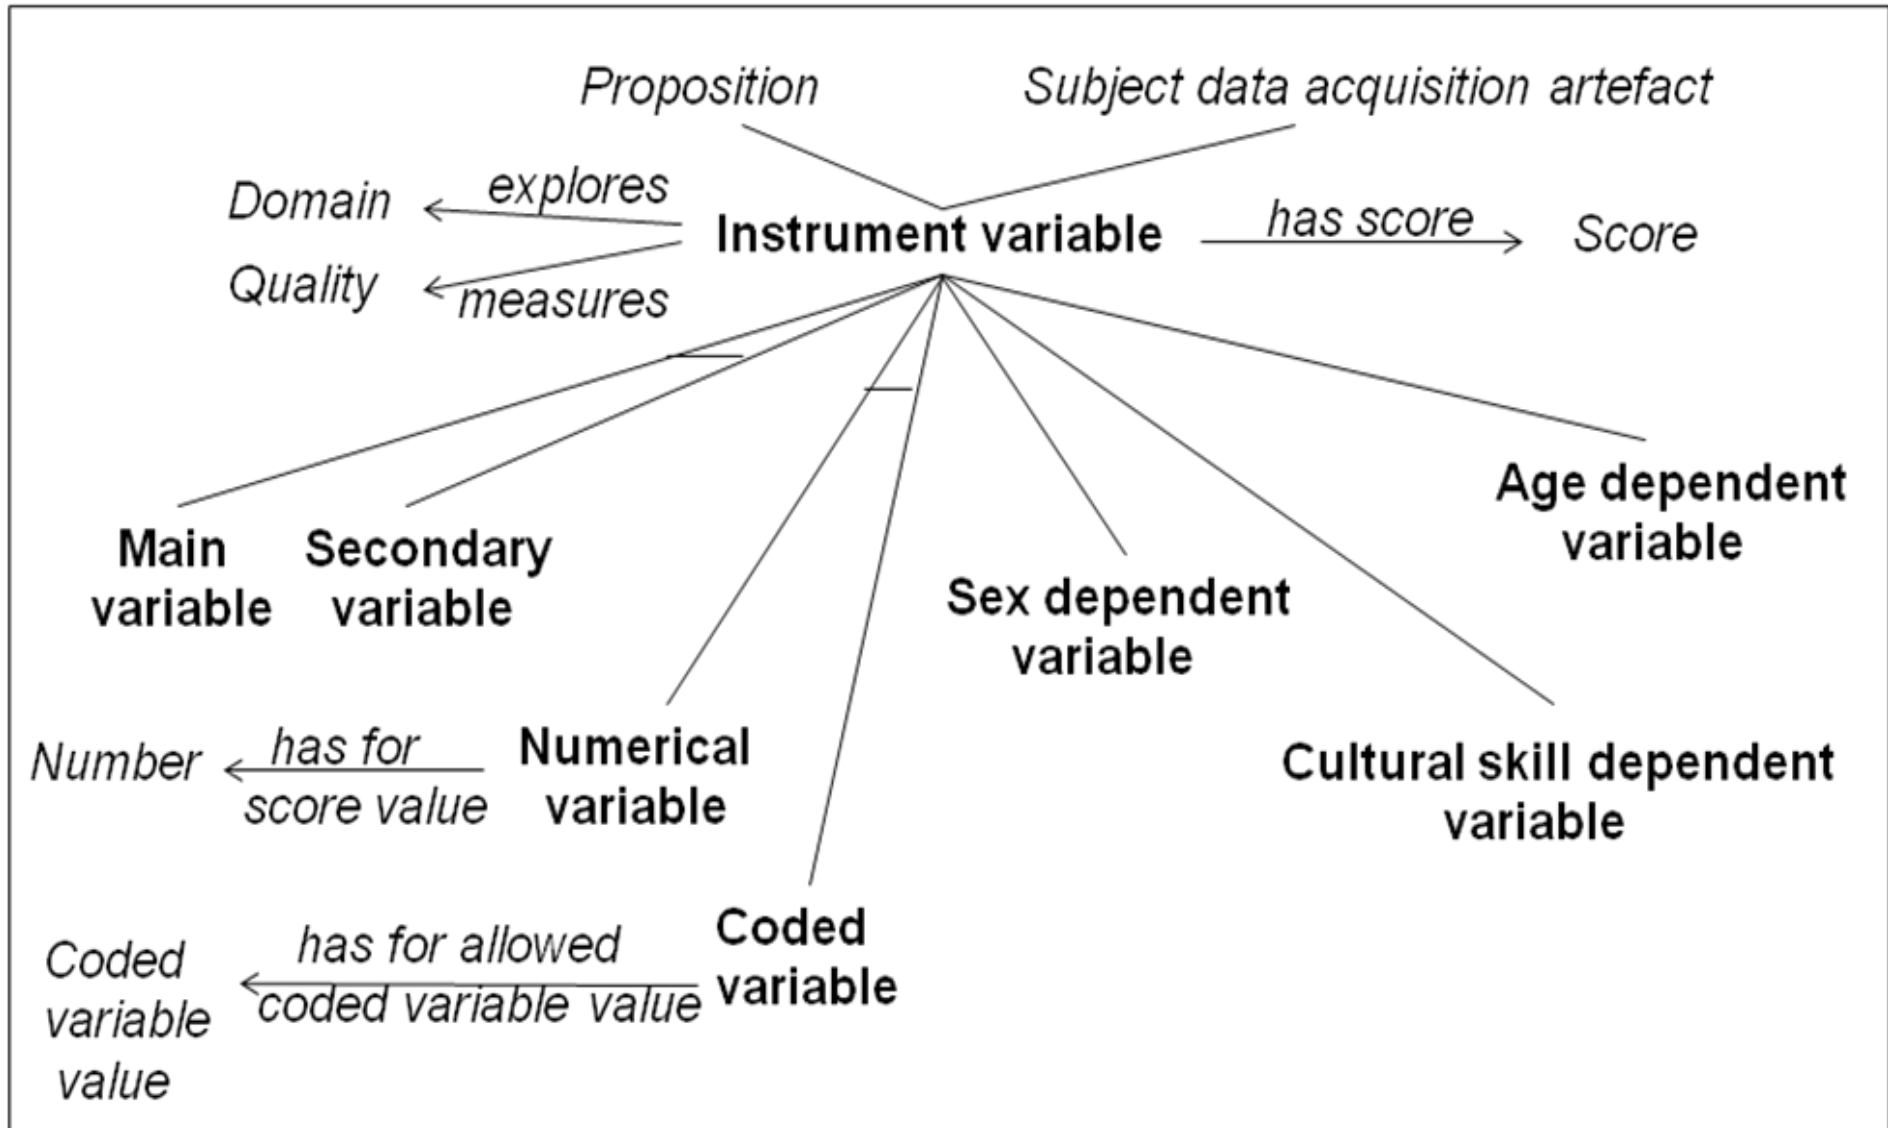 Proposition
Subject data acquisition artefact
Domain
explores
Instrument variable
has score
Score
Quality
measures
Main
variable
Secondary
variable
Age dependent
variable
Sex dependent
variable
Number
has for
score value
Numerical
variable
Cultural skill dependent
variable
Coded
variable
value
has for allowed
coded variable value
Coded
variable